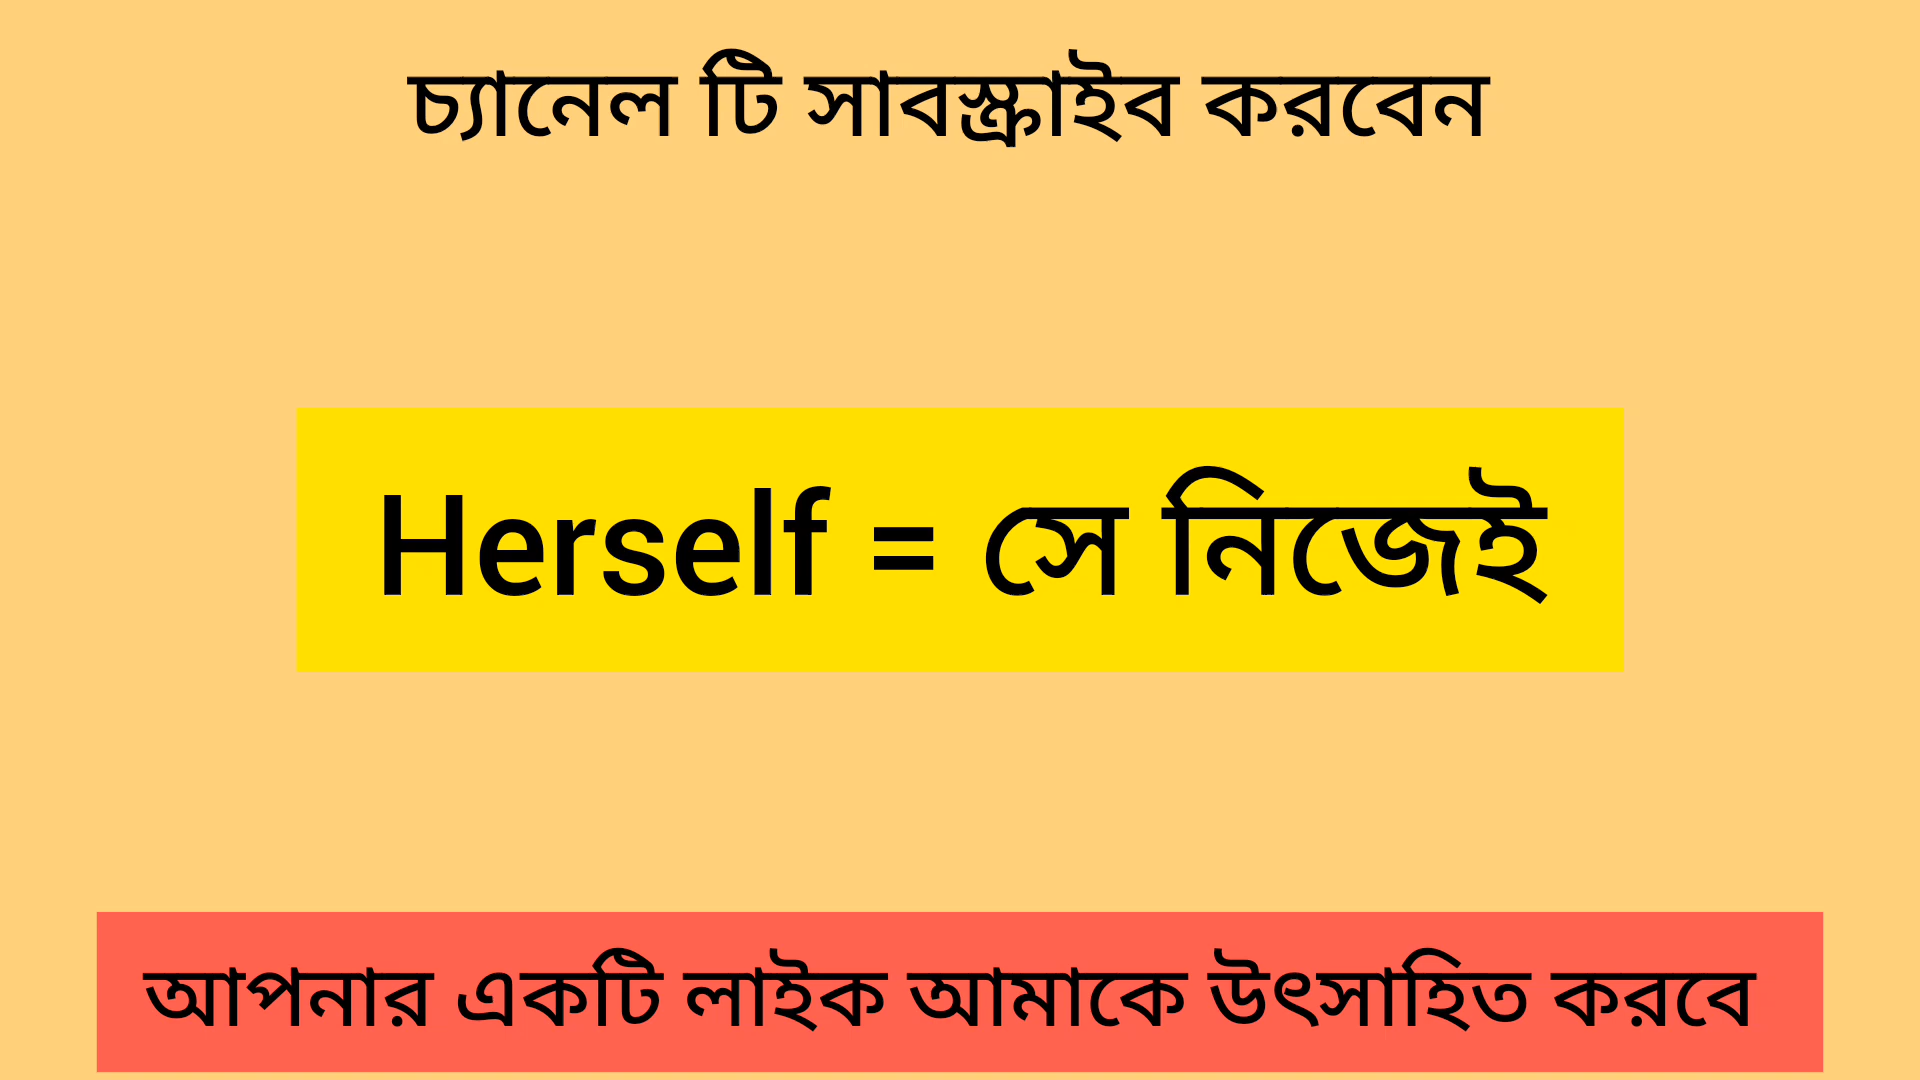 চ্যানেল টি সাবস্ক্রাইব করবেন
Herself = সে নিজেই
আপনার একটি লাইক আমাকে উৎসাহিত করবে